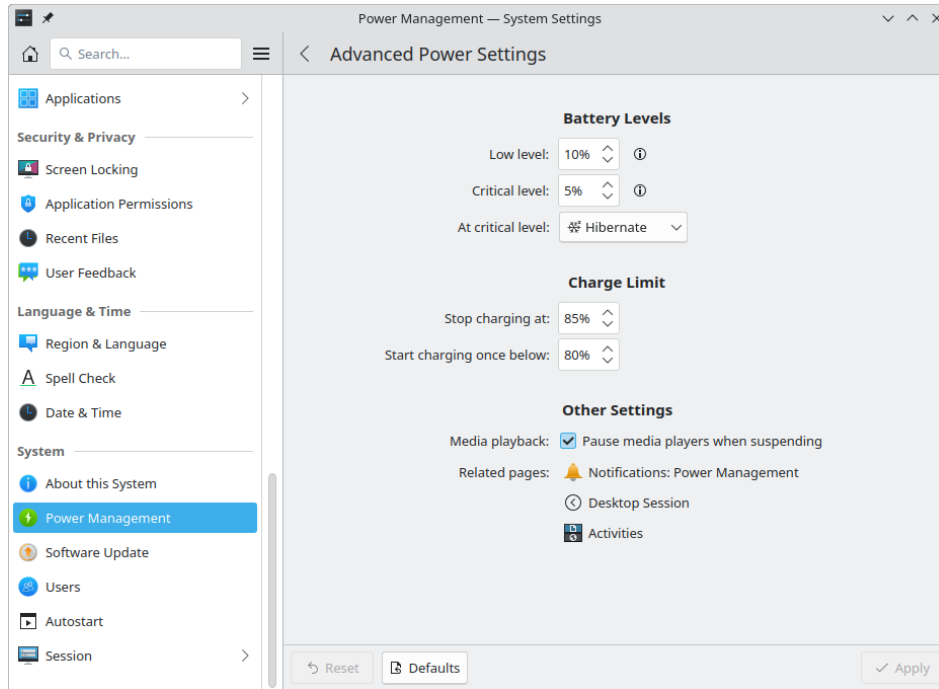 Power Management — System Settings
Search...
Advanced Power Settings
Applications
Security & Privacy
Screen Locking
Application Permissions
Recent Files
User Feedback
Language & Time
Region & Language
A Spell Check
Date & Time
System
About this System
Power Management
Software Update
Users
Autostart
Session
Battery Levels
Low level: 10%
Critical level: 5%
At critical level: Hibernate
Charge Limit
Stop charging at: 85%
Start charging once below: 80%
Other Settings
Media playback: Pause media players when suspending
Related pages: Notifications: Power Management
Desktop Session
Activities
Reset Defaults Apply